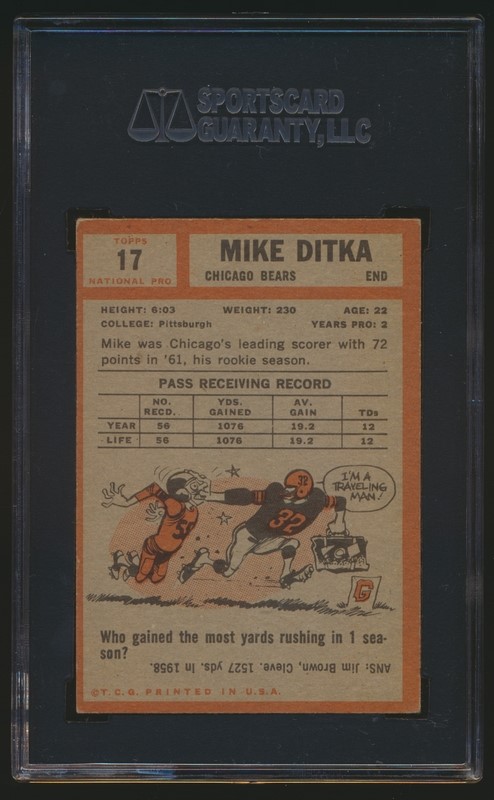 SPORTSCARD
GUARANTY, LLC
TOPPS
17
NATIONAL PRO
MIKE DITKA
CHICAGO BEARS END
HEIGHT: 6:03 WEIGHT: 230 AGE: 22
COLLEGE: Pittsburgh YEARS PRO: 2
Mike was Chicago's leading scorer with 72
points in '61, his rookie season.
PASS RECEIVING RECORD
NO. RECD. YDS. GAINED AV. GAIN TDs
YEAR 56 1076 19.2 12
LIFE 56 1076 19.2 12
I'M A
TRAVELING
MAN!
32
32
G
Who gained the most yards rushing in 1 sea-
son?
ANS: Jim Brown, Cleve. 1527 yds. in 1958.
©T.C.G. PRINTED IN U.S.A.